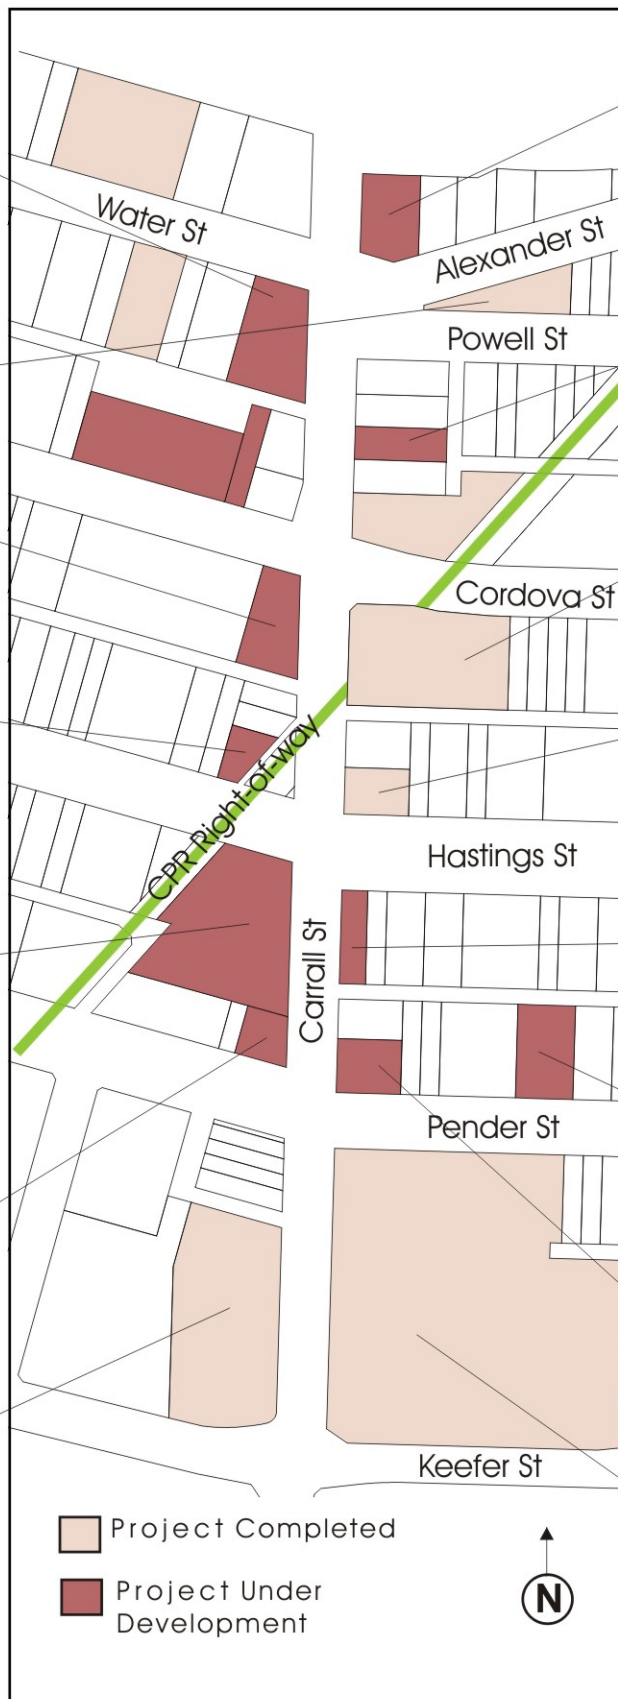 Water St
Alexander St
Powell St
Cordova St
CPR Right-of-way
Hastings St
Carrall St
Pender St
Keefer St
Project Completed
Project Under
Development
N